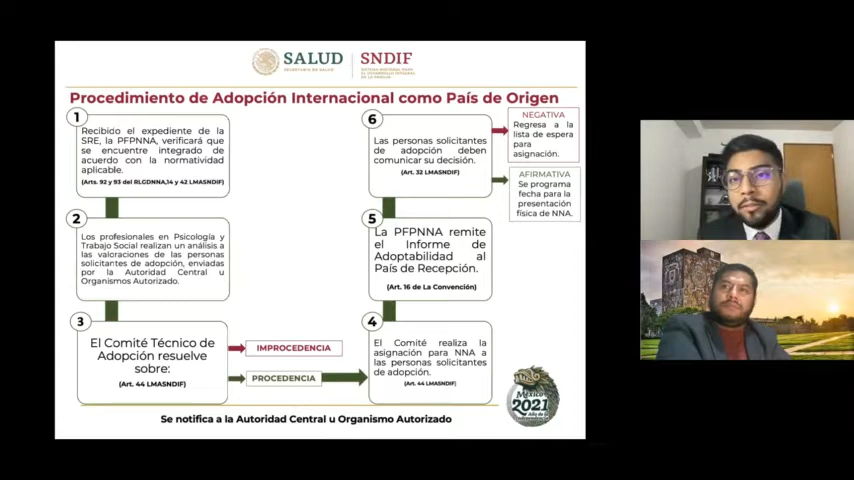 SALUD
SECRETARÍA DE SALUD
SNDIF
SISTEMA NACIONAL PARA
EL DESARROLLO INTEGRAL
DE LA FAMILIA
Procedimiento de Adopción Internacional como País de Origen
1
Recibido el expediente de la
SRE, la PFPNNA, verificará que
se encuentre integrado de
acuerdo con la normatividad
aplicable.
(Arts. 92 y 93 del RLGDNNA,14 y 42 LMASNDIF)
2
Los profesionales en Psicología y
Trabajo Social realizan un análisis a
las valoraciones de las personas
solicitantes de adopción, enviadas
por la Autoridad Central u
Organismos Autorizado.
3
El Comité Técnico de
Adopción resuelve
sobre:
(Art. 44 LMASNDIF)
IMPROCEDENCIA
PROCEDENCIA
4
El Comité realiza la
asignación para NNA a
las personas solicitantes
de adopción.
(Art. 44 LMASNDIF)
5
La PFPNNA remite
el Informe de
Adoptabilidad al
País de Recepción.
(Art. 16 de La Convención)
6
Las personas solicitantes
de adopción deben
comunicar su decisión.
(Art. 32 LMASNDIF)
NEGATIVA
Regresa a la
lista de espera
para
asignación.
AFIRMATIVA
Se programa
fecha para la
presentación
física de NNA.
Se notifica a la Autoridad Central u Organismo Autorizado
México
2021
Año de la
Independencia